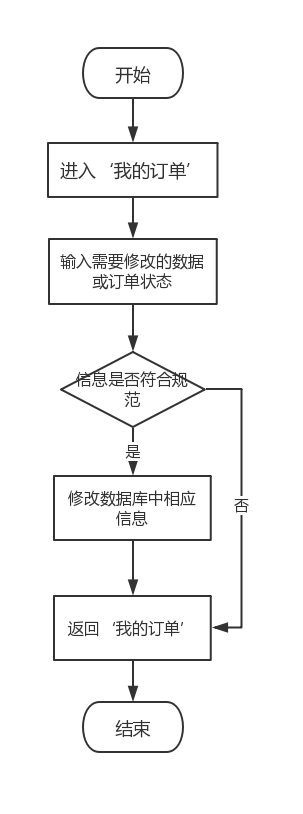 开始
进入‘我的订单’
输入需要修改的数据
或订单状态
信息是否符合规
范
是
否
修改数据库中相应
信息
返回‘我的订单’
结束